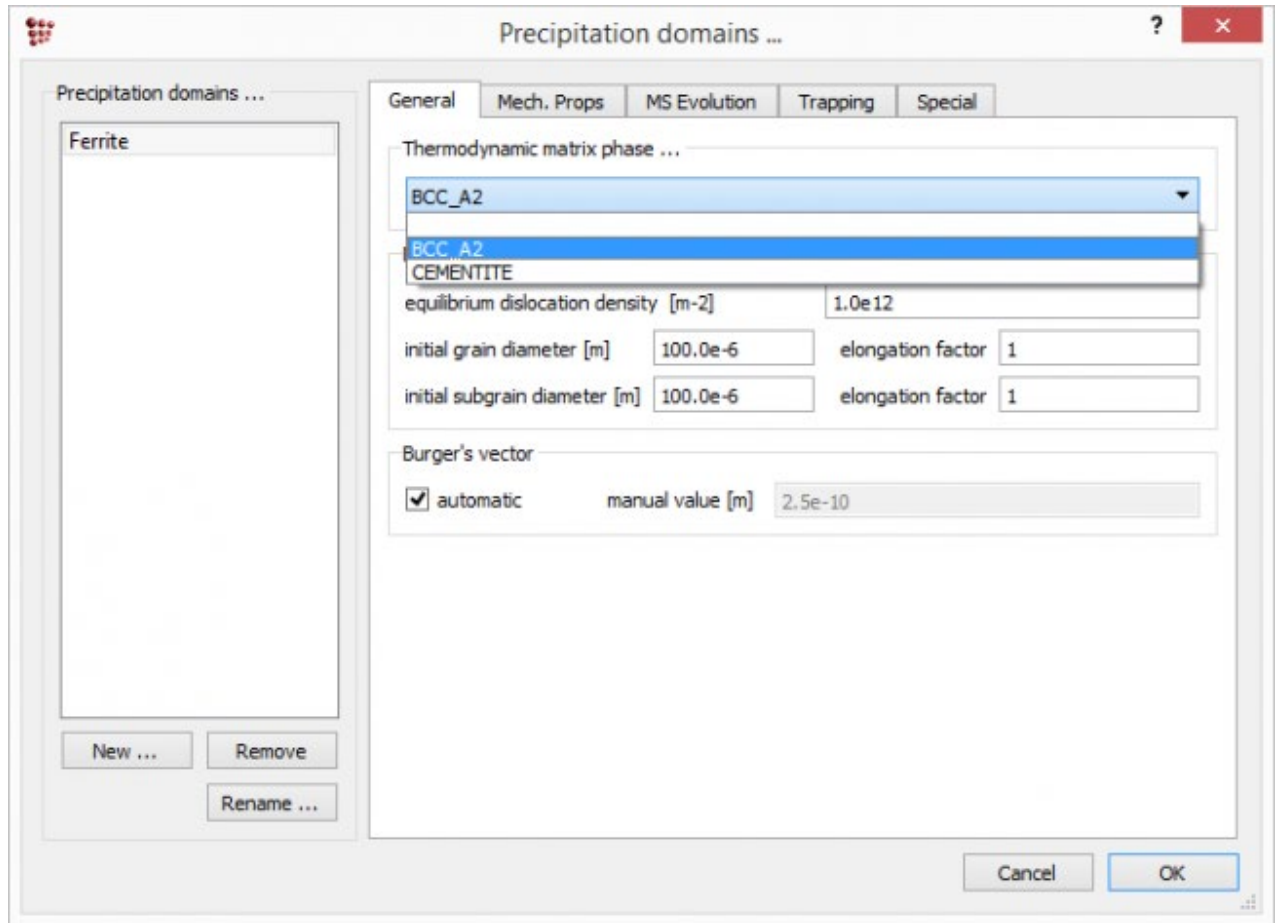 Precipitation domains ...
?
Precipitation domains ...
Ferrite
New ...
Remove
Rename ...
General
Mech. Props
MS Evolution
Trapping
Special
Thermodynamic matrix phase ...
BCC_A2
BCC_A2
CEMENTITE
equilibrium dislocation density [m-2] 1.0e12
initial grain diameter [m] 100.0e-6 elongation factor 1
initial subgrain diameter [m] 100.0e-6 elongation factor 1
Burger's vector
automatic manual value [m] 2.5e-10
Cancel
OK